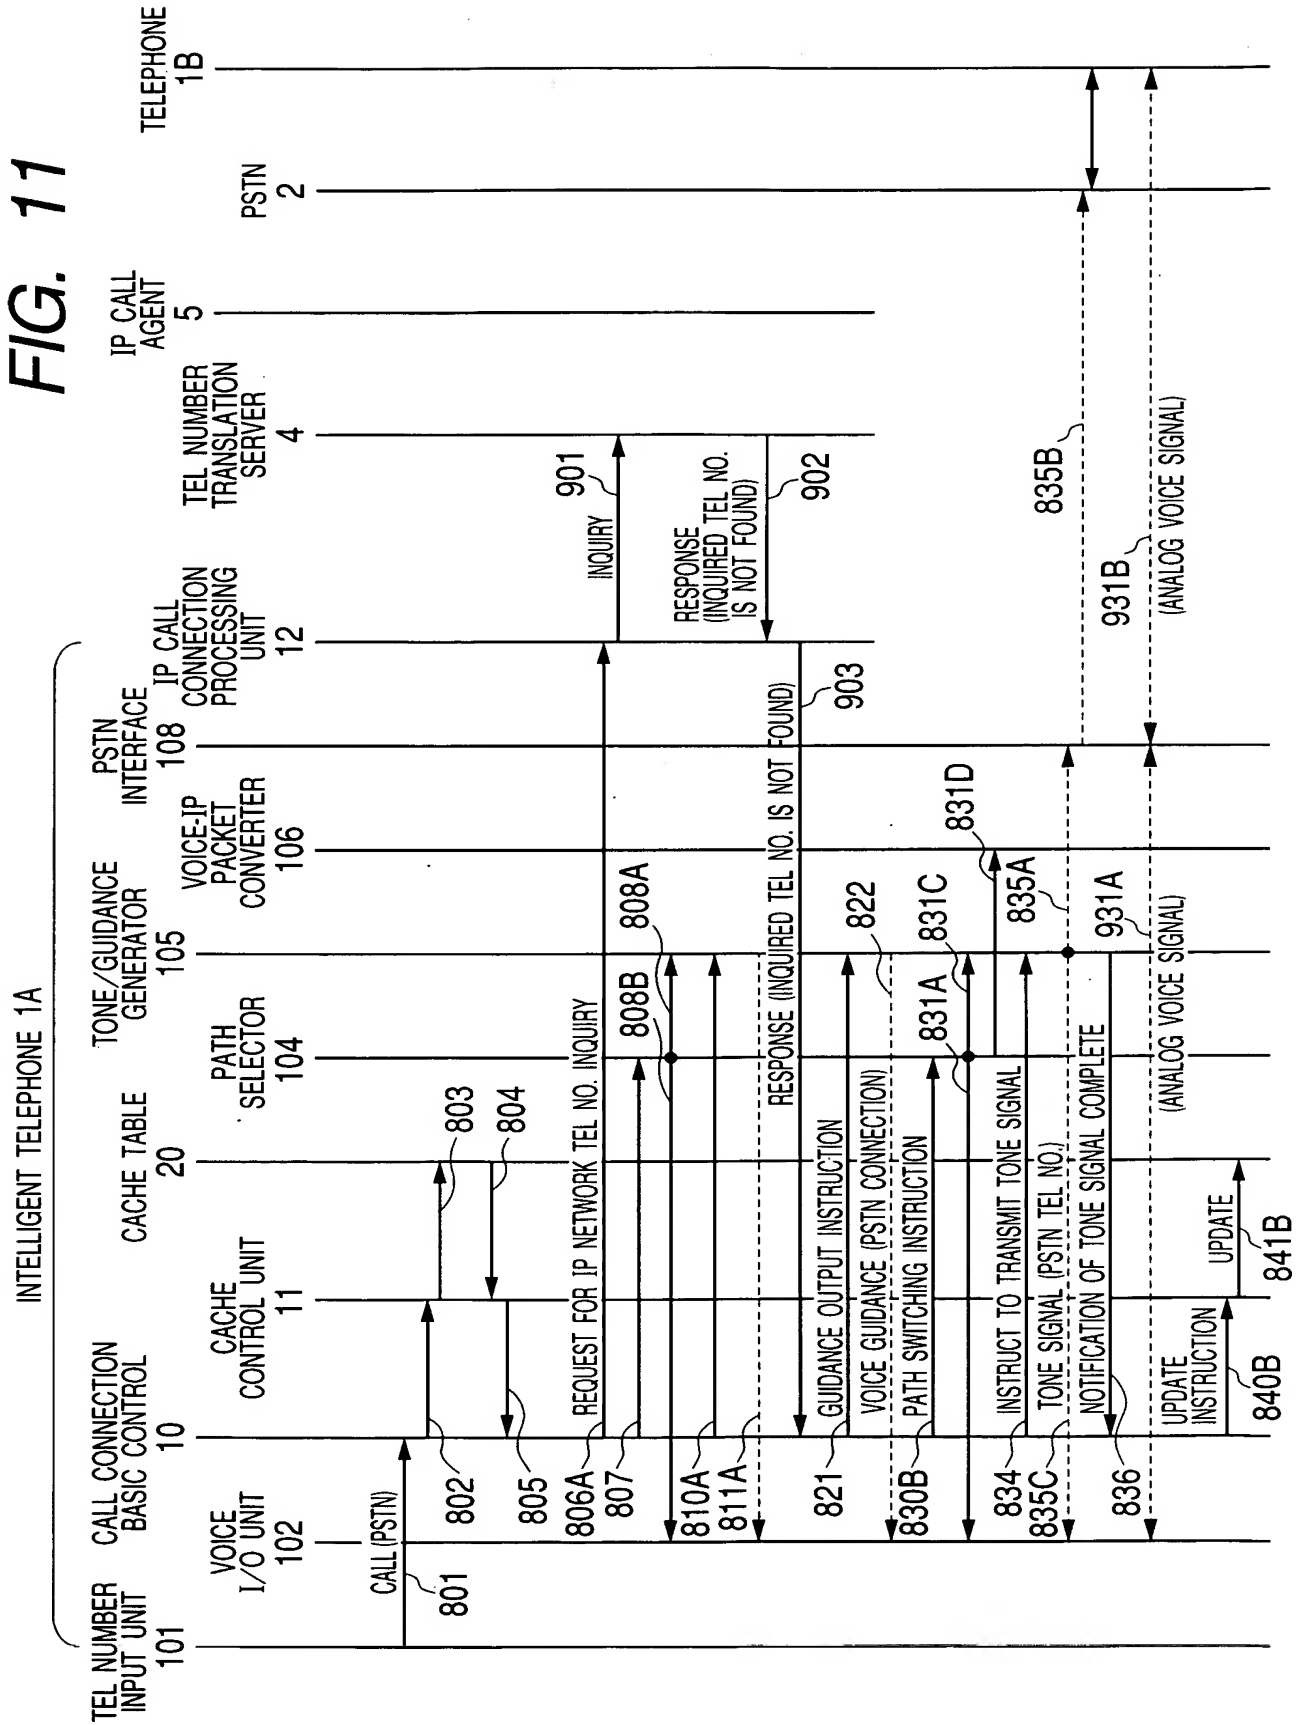 FIG. 11
INTELLIGENT TELEPHONE 1A
TEL NUMBER
INPUT UNIT
101
VOICE
I/O UNIT
102
CALL CONNECTION
BASIC CONTROL
10
CACHE
CONTROL UNIT
11
CACHE TABLE
20
PATH
SELECTOR
104
TONE/GUIDANCE
GENERATOR
105
VOICE-IP
PACKET
CONVERTER
106
PSTN
INTERFACE
108
IP CALL
CONNECTION
PROCESSING
UNIT
12
TEL NUMBER
TRANSLATION
SERVER
4
IP CALL
AGENT
5
PSTN
2
TELEPHONE
1B
CALL (PSTN)
801
802
803
804
805
REQUEST FOR IP NETWORK TEL NO. INQUIRY
806A
INQUIRY
901
807
808B
808A
810A
811A
RESPONSE
(INQUIRED TEL NO.
IS NOT FOUND)
902
RESPONSE (INQUIRED TEL NO. IS NOT FOUND)
903
GUIDANCE OUTPUT INSTRUCTION
821
VOICE GUIDANCE (PSTN CONNECTION)
822
PATH SWITCHING INSTRUCTION
830B
831A
831C
831D
INSTRUCT TO TRANSMIT TONE SIGNAL
834
TONE SIGNAL (PSTN TEL NO.)
835C
835A
835B
NOTIFICATION OF TONE SIGNAL COMPLETE
836
931A
(ANALOG VOICE SIGNAL)
931B
(ANALOG VOICE SIGNAL)
UPDATE
INSTRUCTION
840B
UPDATE
841B